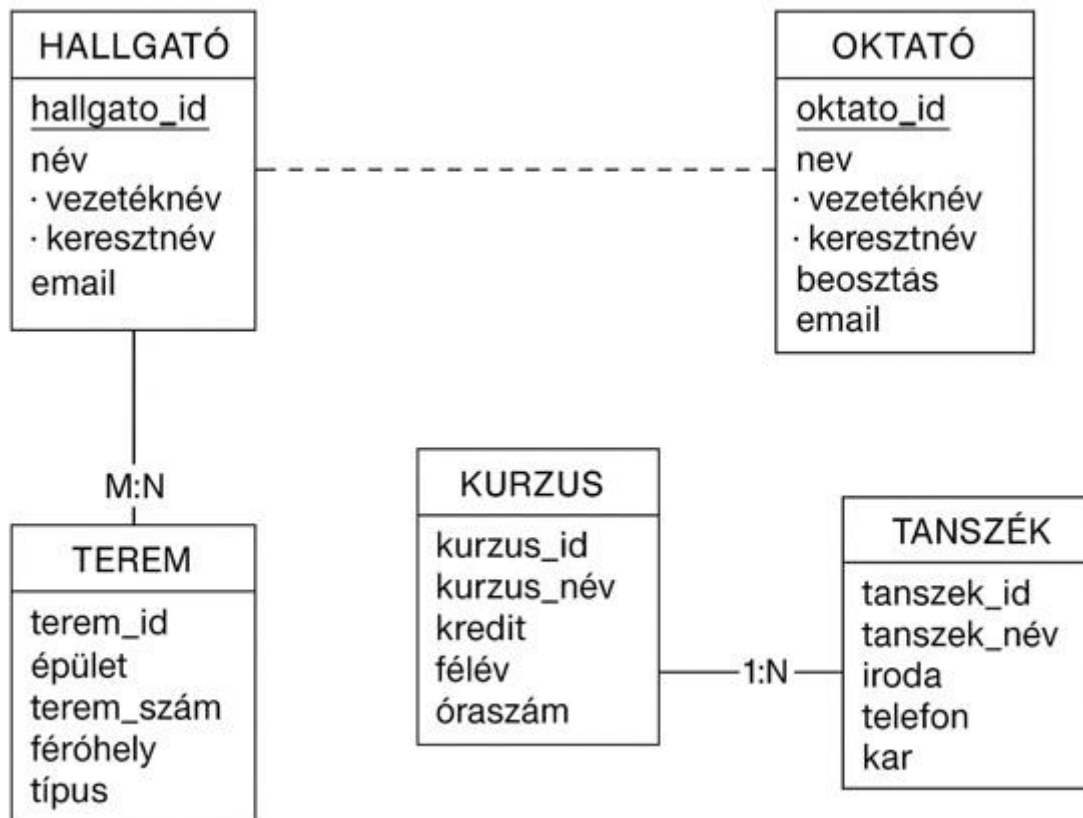 HALLGATÓ
hallgato_id
név
· vezetéknév
· keresztnév
email
OKTATÓ
oktato_id
nev
· vezetéknév
· keresztnév
beosztás
email
M:N
TEREM
terem_id
épület
terem_szám
féróhely
típus
KURZUS
kurzus_id
kurzus_név
kredit
félév
óraszám
1:N
TANSZÉK
tanszek_id
tanszek_név
iroda
telefon
kar